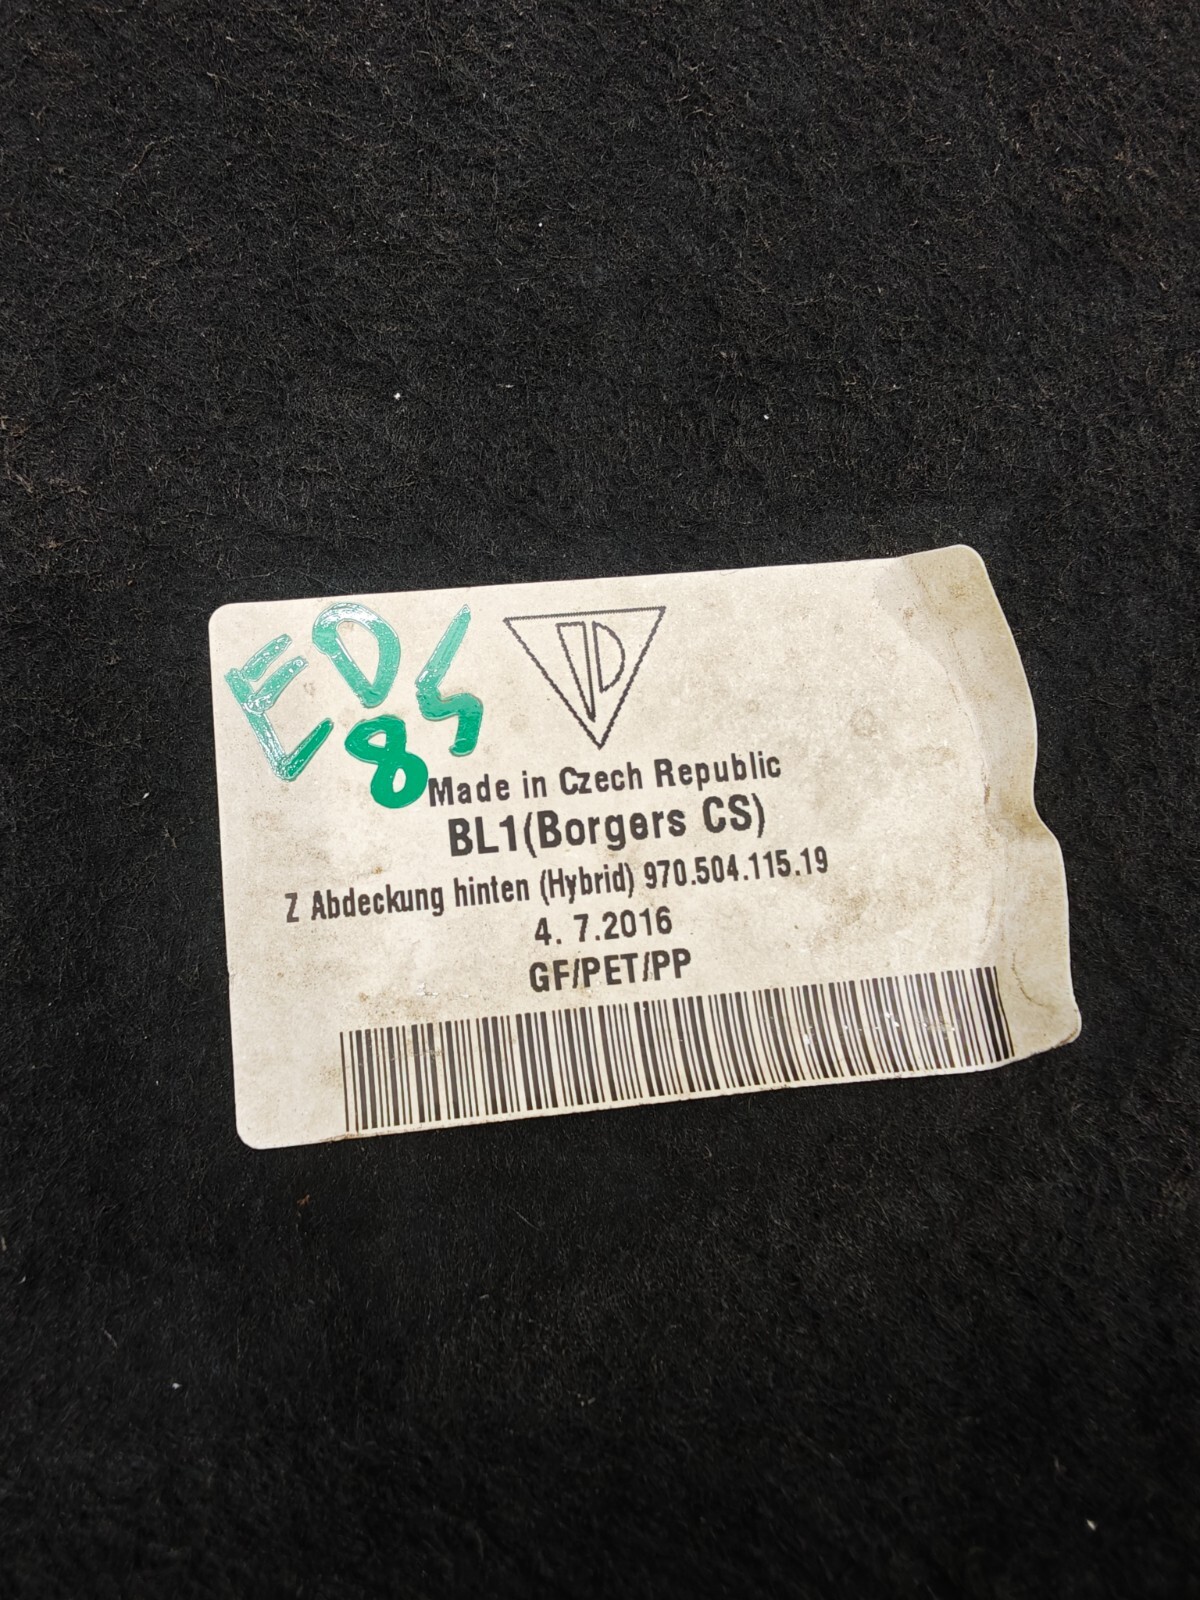 EDS
8
Made in Czech Republic
BL1(Borgers CS)
Z Abdeckung hinten (Hybrid) 970.504.115.19
4. 7.2016
GF/PET/PP